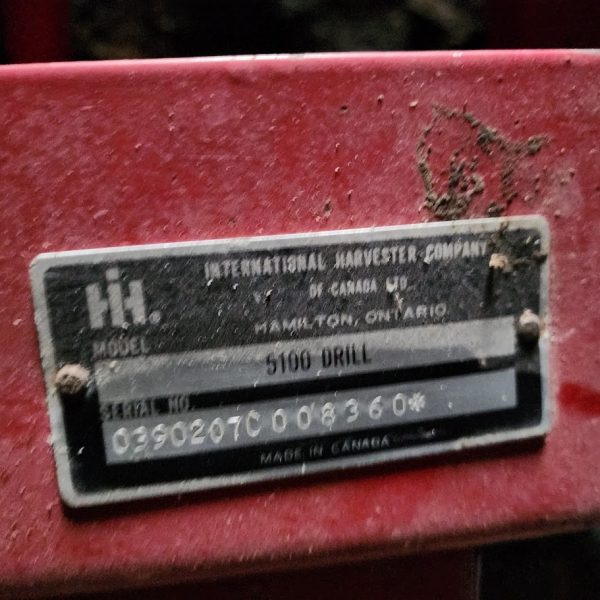 INTERNATIONAL HARVESTER COMPANY
OF CANADA LTD.
HAMILTON, ONTARIO
IH®
MODEL
5100 DRILL
SERIAL NO.
0390207C008360*
MADE IN CANADA